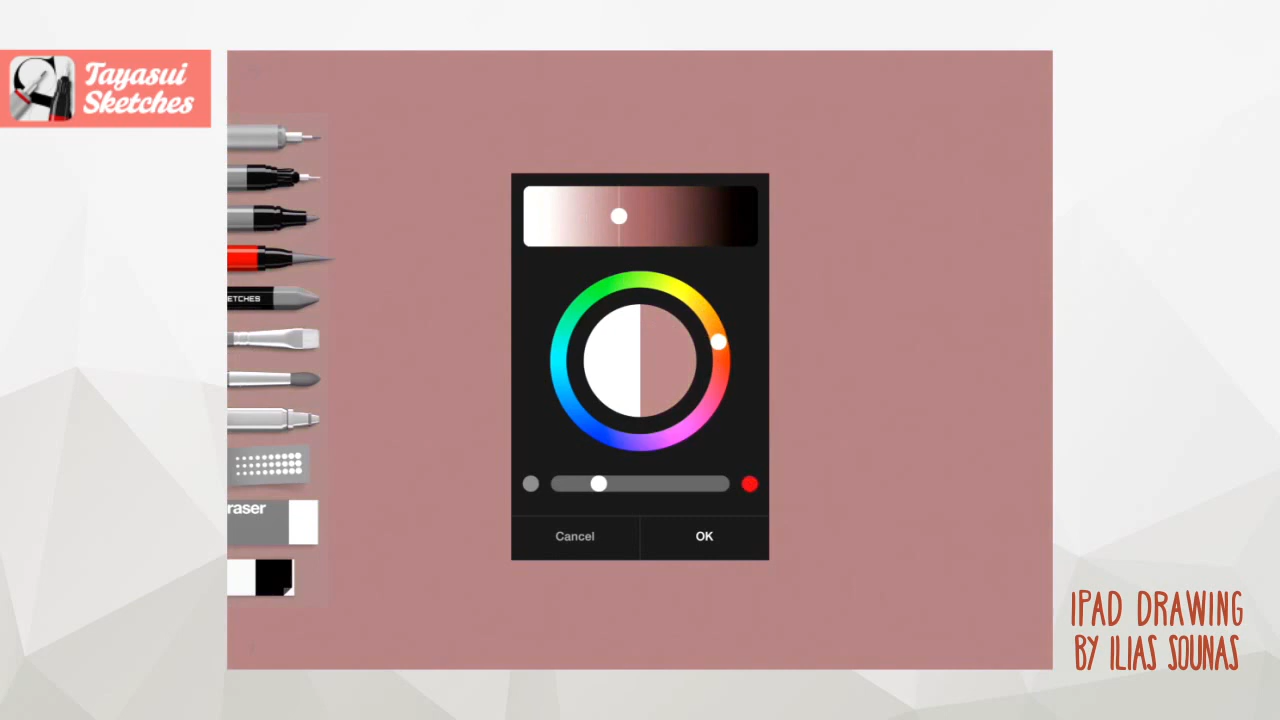 Tayasui
Sketches
ETCHES
raser
Cancel
OK
IPAD DRAWING
BY ILIAS SOUNAS